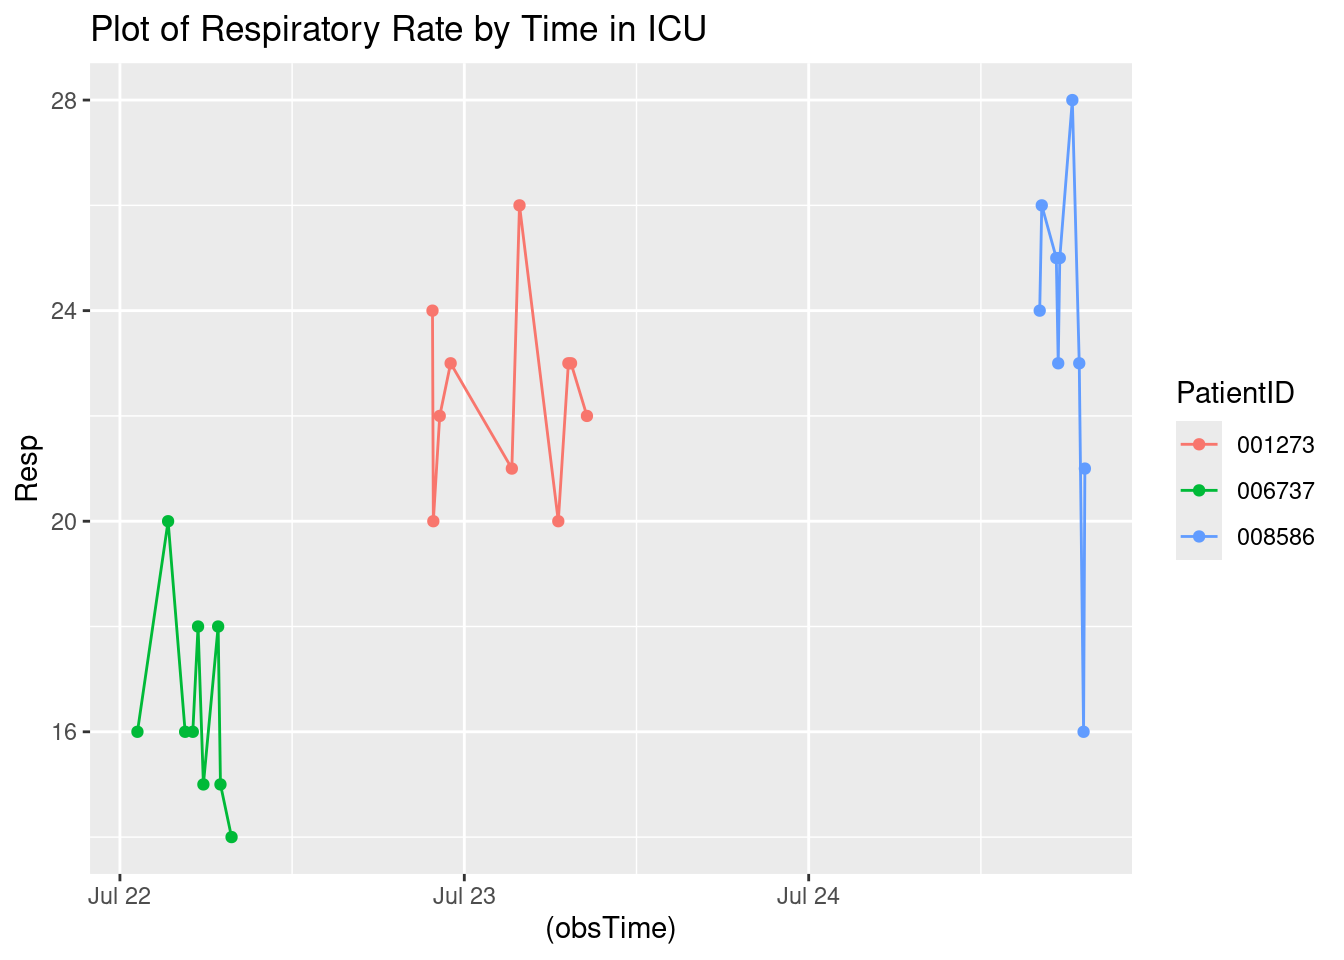 Plot of Respiratory Rate by Time in ICU
28
24
20
16
Resp
Jul 22 Jul 23 Jul 24
(obsTime)
PatientID
001273
006737
008586